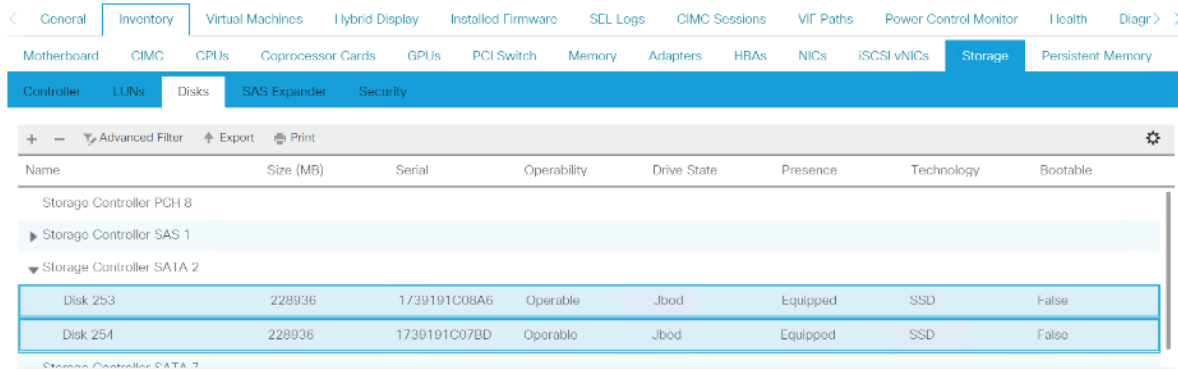 General Inventory Virtual Machines Hybrid Display Installed Firmware SEL Logs CIMC Sessions VIF Paths Power Control Monitor Health Diagr
Motherboard CIMC CPUs Coprocessor Cards GPUs PCI Switch Memory Adapters HBAs NICs iSCSI vNICs Storage Persistent Memory
Controller LUNs Disks SAS Expander Security
+ − Advanced Filter Export Print
Name Size (MB) Serial Operability Drive State Presence Technology Bootable
Storage Controller PCH 8
Storage Controller SAS 1
Storage Controller SATA 2
Disk 253 228936 1739191C08A6 Operable Jbod Equipped SSD False
Disk 254 228936 1739191C07BD Operable Jbod Equipped SSD False
Storage Controller SATA 7